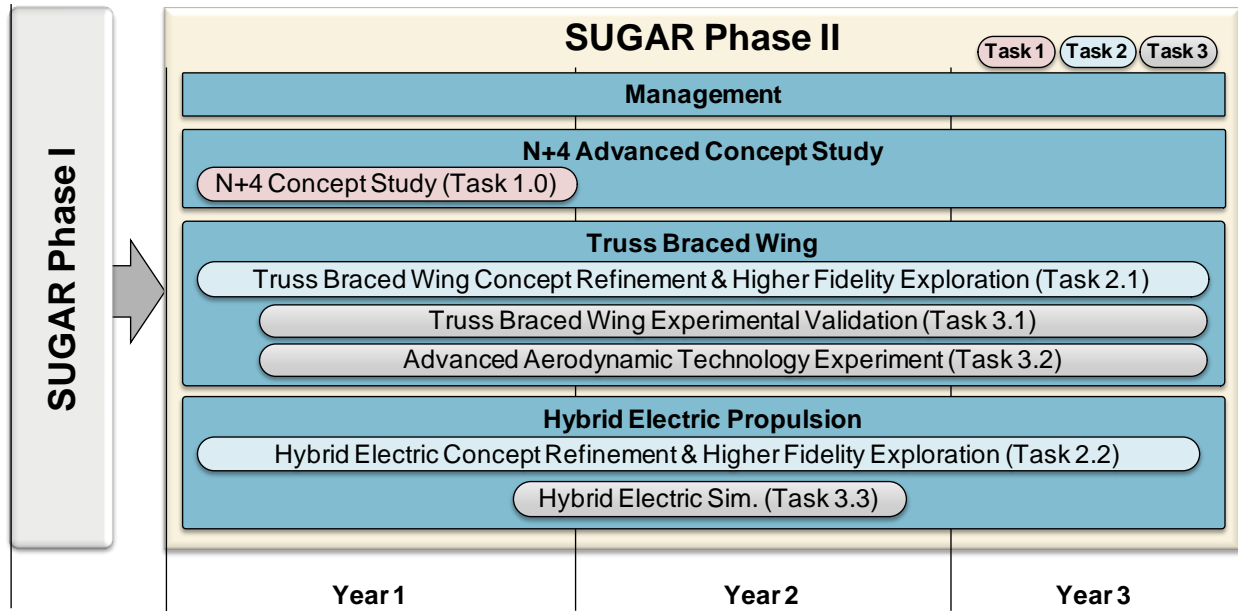 SUGAR Phase I
SUGAR Phase II
Task 1
Task 2
Task 3
Management
N+4 Advanced Concept Study
N+4 Concept Study (Task 1.0)
Truss Braced Wing
Truss Braced Wing Concept Refinement & Higher Fidelity Exploration (Task 2.1)
Truss Braced Wing Experimental Validation (Task 3.1)
Advanced Aerodynamic Technology Experiment (Task 3.2)
Hybrid Electric Propulsion
Hybrid Electric Concept Refinement & Higher Fidelity Exploration (Task 2.2)
Hybrid Electric Sim. (Task 3.3)
Year 1
Year 2
Year 3